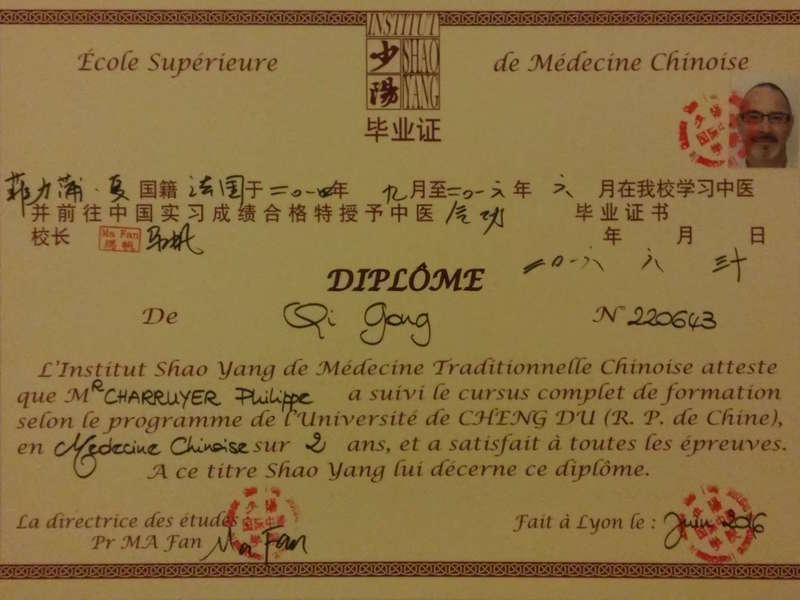 INSTITUT
École Supérieure 少 SHAO de Médecine Chinoise
陽 YANG
毕业证
菲力蒲·夏 国籍 法国 于 二〇一四 年 九 月至 二〇一六 年 六 月在我校学习中医
并前往中国实习成绩合格特授予中医 气功 毕业证书
校长 Ma Fan 马帆 年 月 日
二〇一六 六 三十
DIPLÔME
De Qi Gong N° 220643
L'Institut Shao Yang de Médecine Traditionnelle Chinoise atteste
que MR CHARRUYER Philippe a suivi le cursus complet de formation
selon le programme de l'Université de CHENG DU (R. P. de Chine),
en Médecine Chinoise sur 2 ans, et a satisfait à toutes les épreuves.
A ce titre Shao Yang lui décerne ce diplôme.
La directrice des études Fait à Lyon le : Juin 2016
Pr MA Fan Ma Fan